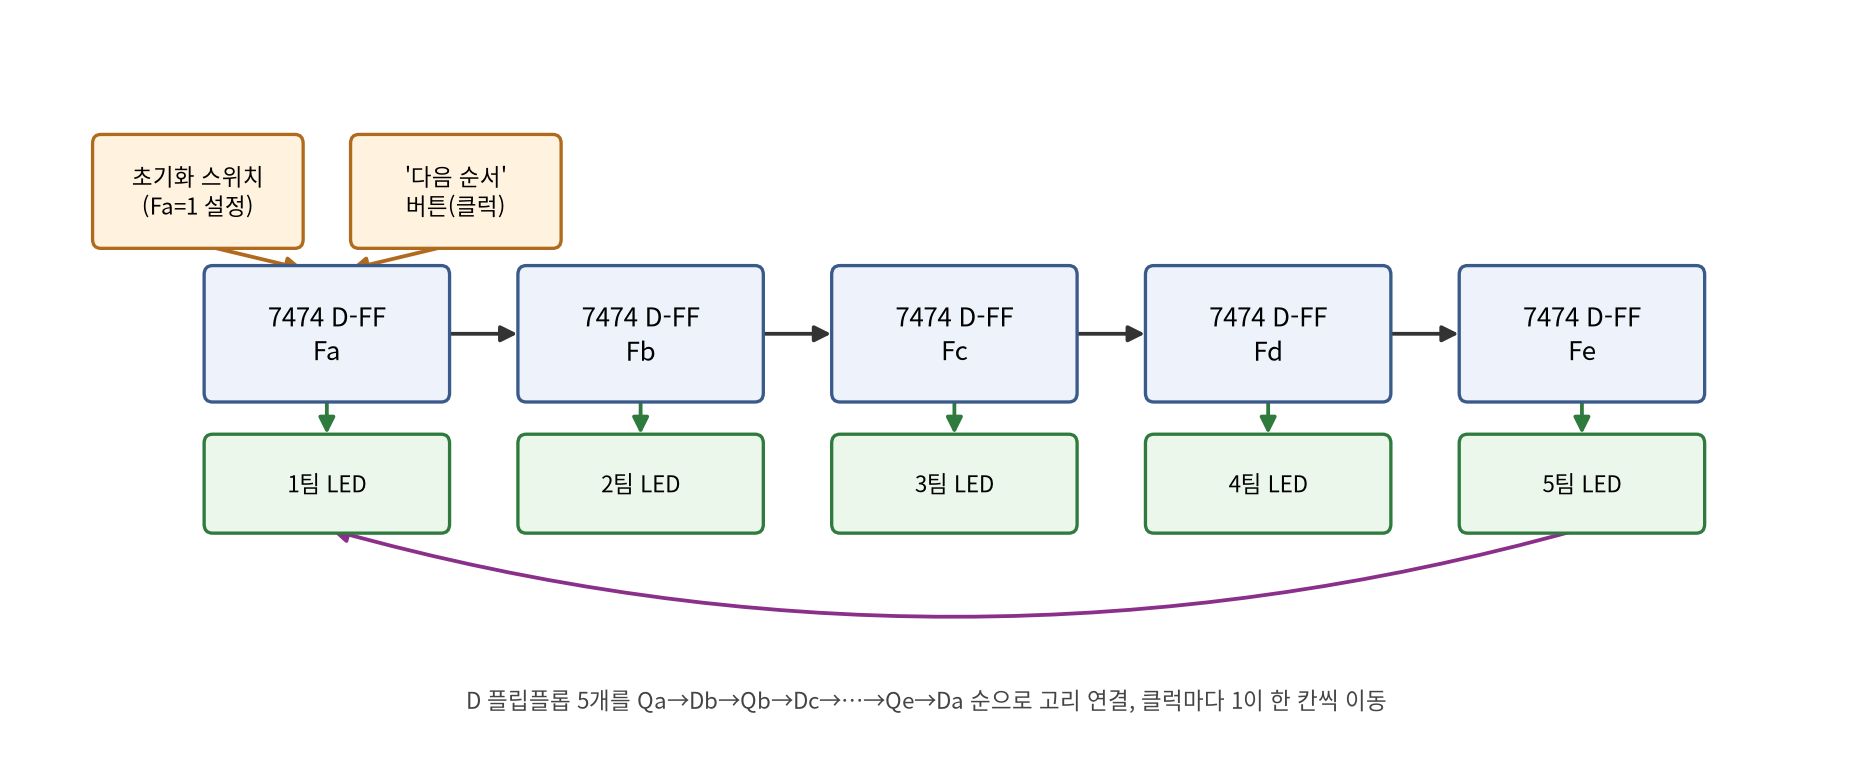 초기화 스위치
(Fa=1 설정)
'다음 순서'
버튼(클럭)
7474 D-FF
Fa
7474 D-FF
Fb
7474 D-FF
Fc
7474 D-FF
Fd
7474 D-FF
Fe
1팀 LED
2팀 LED
3팀 LED
4팀 LED
5팀 LED
D 플립플롭 5개를 Qa→Db→Qb→Dc→⋯→Qe→Da 순으로 고리 연결, 클럭마다 1이 한 칸씩 이동